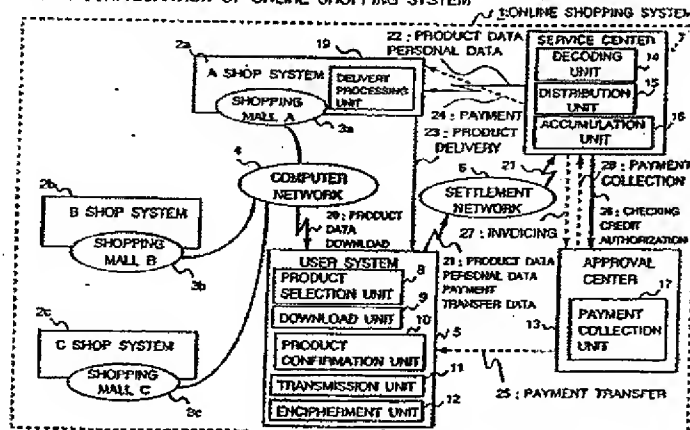 CONFIGURATION OF ONLINE SHOPPING SYSTEM
1:ONLINE SHOPPING SYSTEM
2a
19
22 : PRODUCT DATA
PERSONAL DATA
SERVICE CENTER
7
DECODING
UNIT
14
15
DISTRIBUTION
UNIT
ACCUMULATION
UNIT
16
A SHOP SYSTEM
DELIVERY
PROCESSING
UNIT
SHOPPING
MALL A
3a
24 : PAYMENT
23 : PRODUCT
DELIVERY
4
COMPUTER
NETWORK
6
SETTLEMENT
NETWORK
21
28 : PAYMENT
COLLECTION
26 : CHECKING
CREDIT
AUTHORIZATION
27 : INVOICING
2b
B SHOP SYSTEM
SHOPPING
MALL B
3b
20 : PRODUCT
DATA
DOWNLOAD
USER SYSTEM
PRODUCT
SELECTION UNIT
8
9
DOWNLOAD UNIT
10
PRODUCT
CONFIRMATION UNIT
5
TRANSMISSION UNIT
11
ENCIPHERMENT UNIT
12
21 : PRODUCT DATA
PERSONAL DATA
PAYMENT
TRANSFER DATA
APPROVAL
CENTER
17
PAYMENT
COLLECTION
UNIT
13
25 : PAYMENT TRANSFER
2c
C SHOP SYSTEM
SHOPPING
MALL C
3c